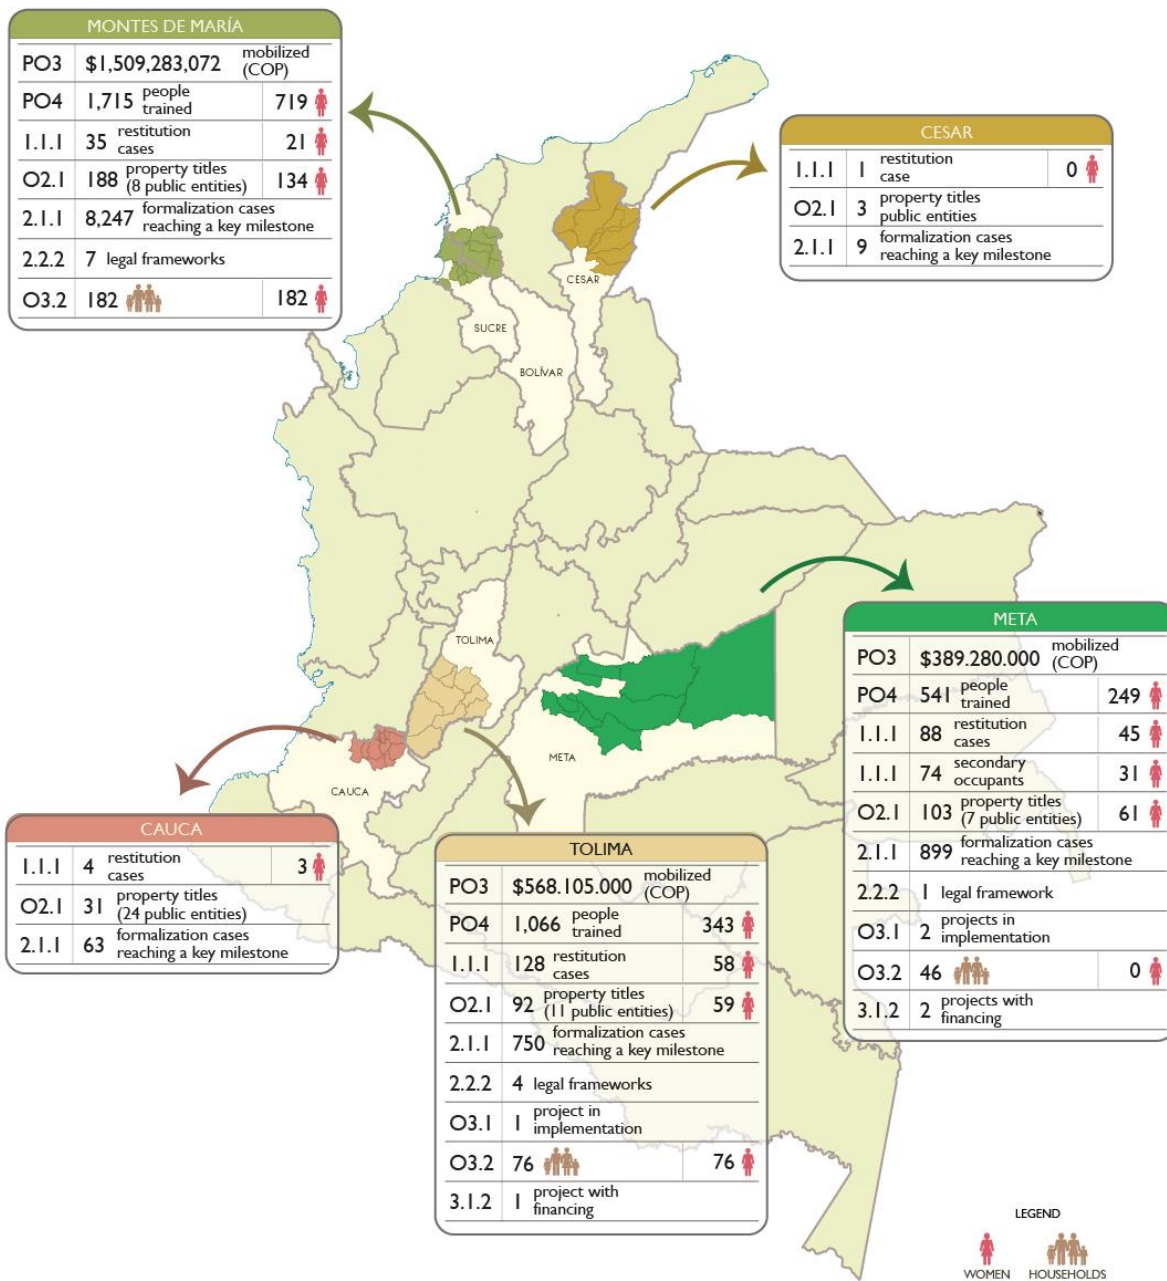 MONTES DE MARÍA
PO3 $1,509,283,072 mobilized (COP)
PO4 1,715 people trained 719
1.1.1 35 restitution cases 21
O2.1 188 property titles (8 public entities) 134
2.1.1 8,247 formalization cases reaching a key milestone
2.2.2 7 legal frameworks
O3.2 182 182
CESAR
1.1.1 1 restitution case 0
O2.1 3 property titles public entities
2.1.1 9 formalization cases reaching a key milestone
CESAR
SUCRE
BOLÍVAR
TOLIMA
META
CAUCA
META
PO3 $389.280.000 mobilized (COP)
PO4 541 people trained 249
1.1.1 88 restitution cases 45
1.1.1 74 secondary occupants 31
O2.1 103 property titles (7 public entities) 61
2.1.1 899 formalization cases reaching a key milestone
2.2.2 1 legal framework
O3.1 2 projects in implementation
O3.2 46 0
3.1.2 2 projects with financing
CAUCA
1.1.1 4 restitution cases 3
O2.1 31 property titles (24 public entities)
2.1.1 63 formalization cases reaching a key milestone
TOLIMA
PO3 $568.105.000 mobilized (COP)
PO4 1,066 people trained 343
1.1.1 128 restitution cases 58
O2.1 92 property titles (11 public entities) 59
2.1.1 750 formalization cases reaching a key milestone
2.2.2 4 legal frameworks
O3.1 1 project in implementation
O3.2 76 76
3.1.2 1 project with financing
LEGEND
WOMEN HOUSEHOLDS